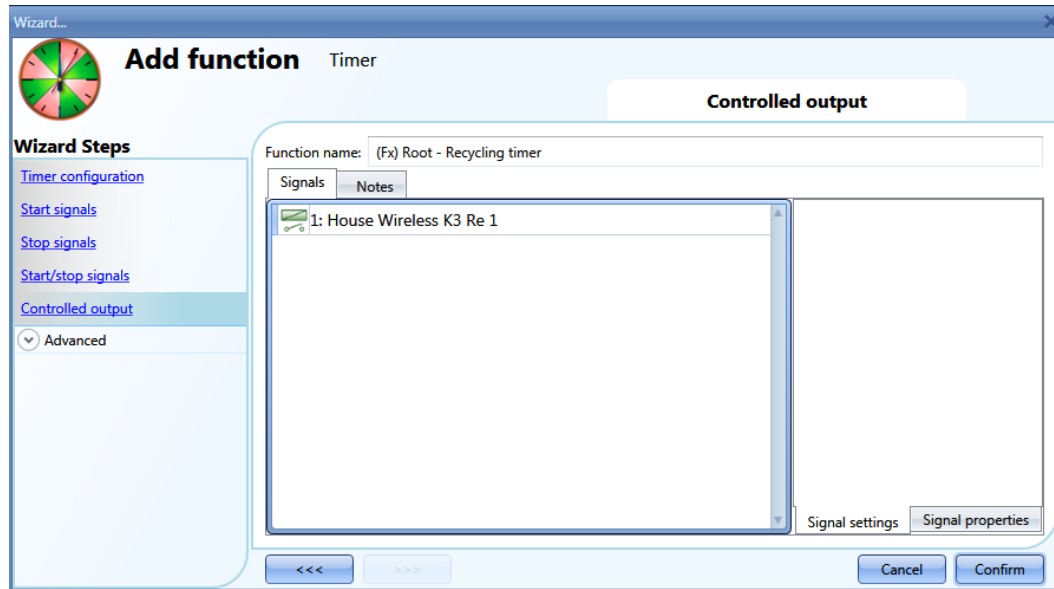 Wizard...
Add function Timer
Controlled output
Wizard Steps
Timer configuration
Start signals
Stop signals
Start/stop signals
Controlled output
Advanced
Function name: (Fx) Root - Recycling timer
Signals Notes
1: House Wireless K3 Re 1
Signal settings Signal properties
<<< >>> Cancel Confirm